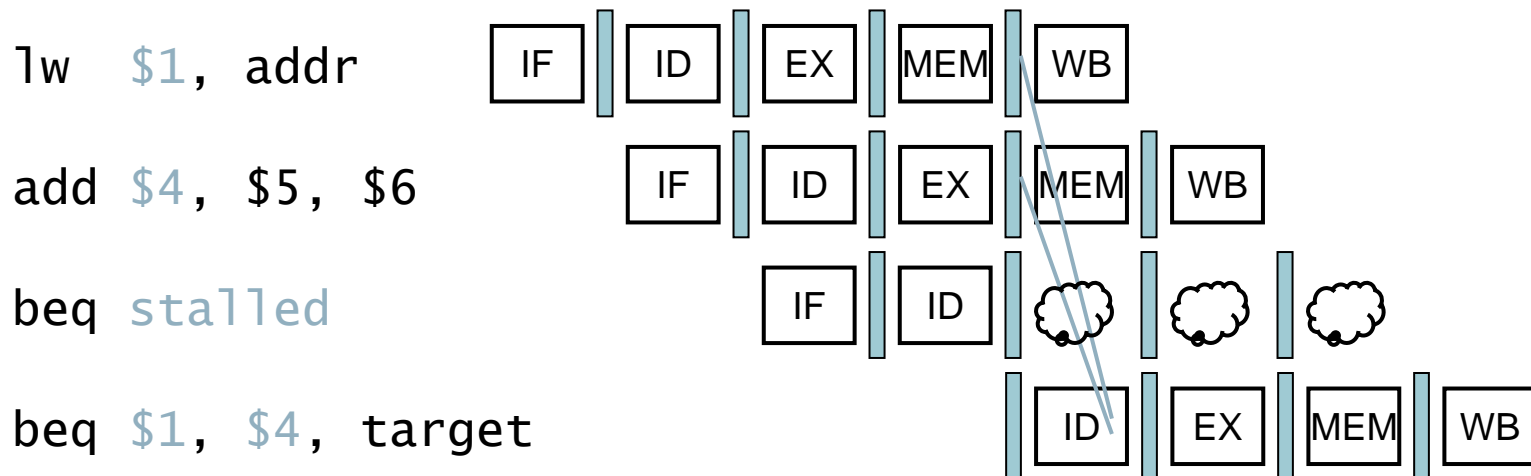 lw $1, addr IF ID EX MEM WB
add $4, $5, $6 IF ID EX MEM WB
beq stalled IF ID
beq $1, $4, target ID EX MEM WB